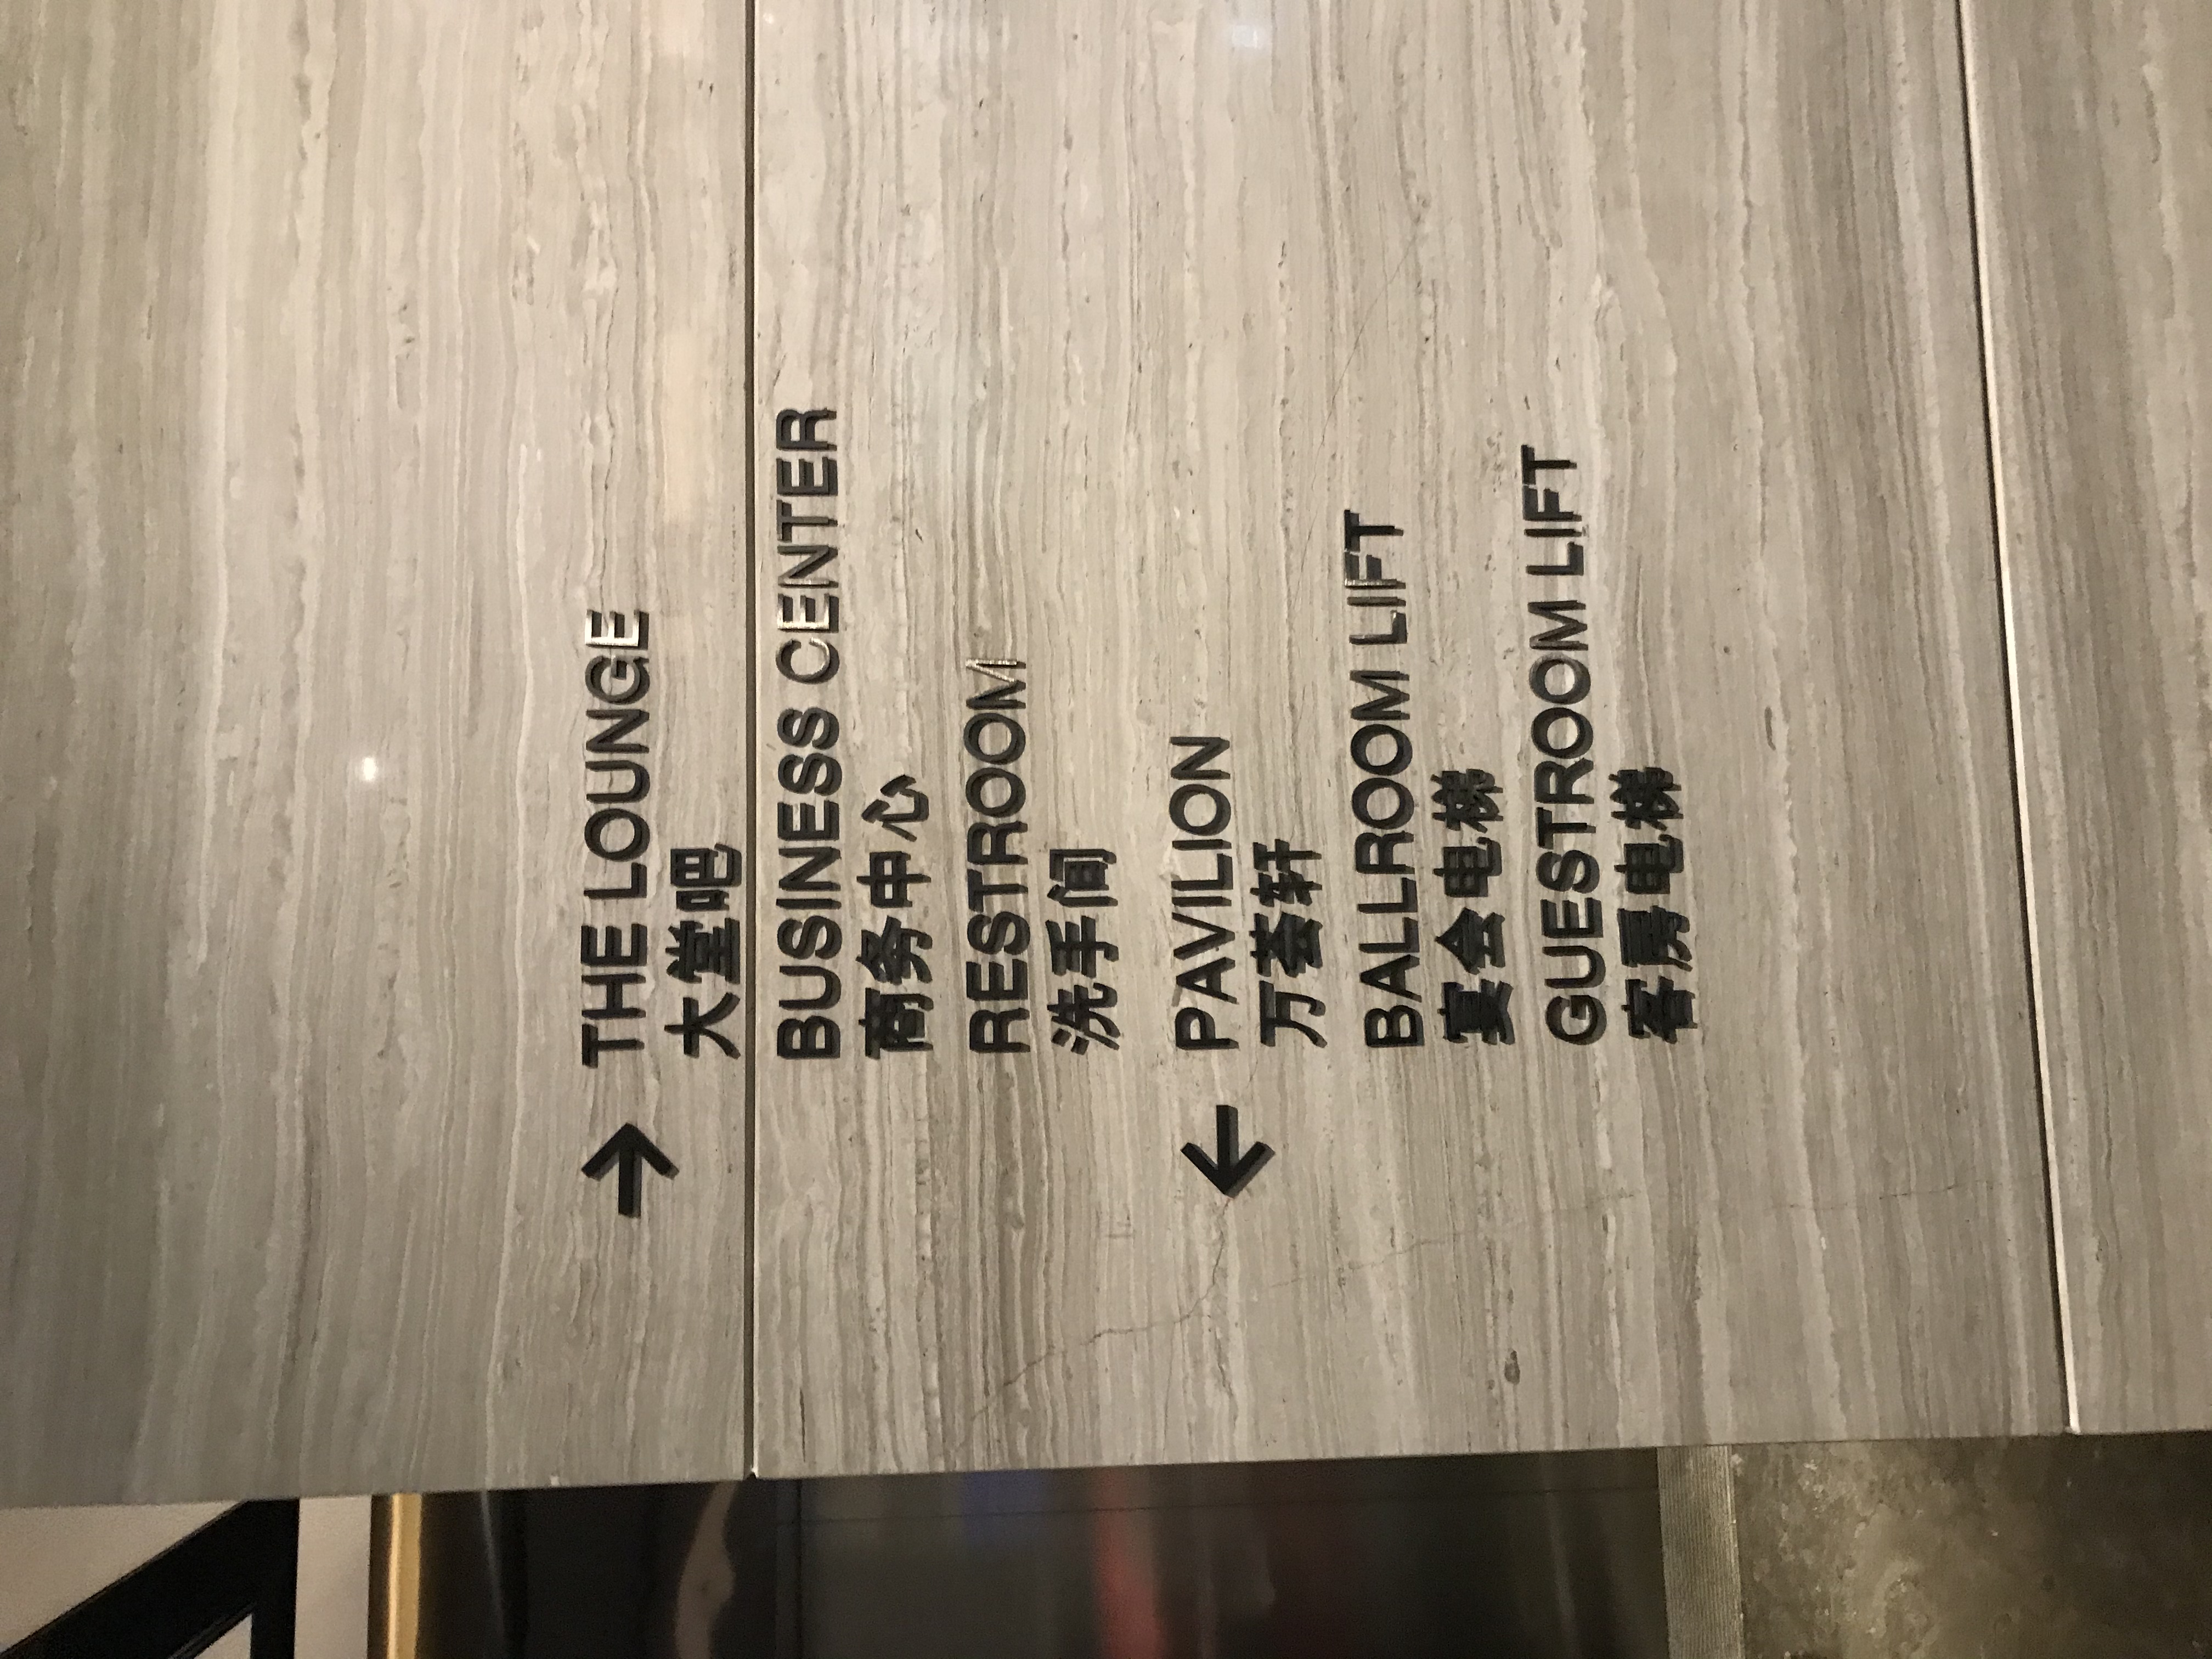 → THE LOUNGE
大堂吧
BUSINESS CENTER
商务中心
RESTROOM
洗手间
← PAVILION
万荟轩
BALLROOM LIFT
宴会电梯
GUESTROOM LIFT
客房电梯